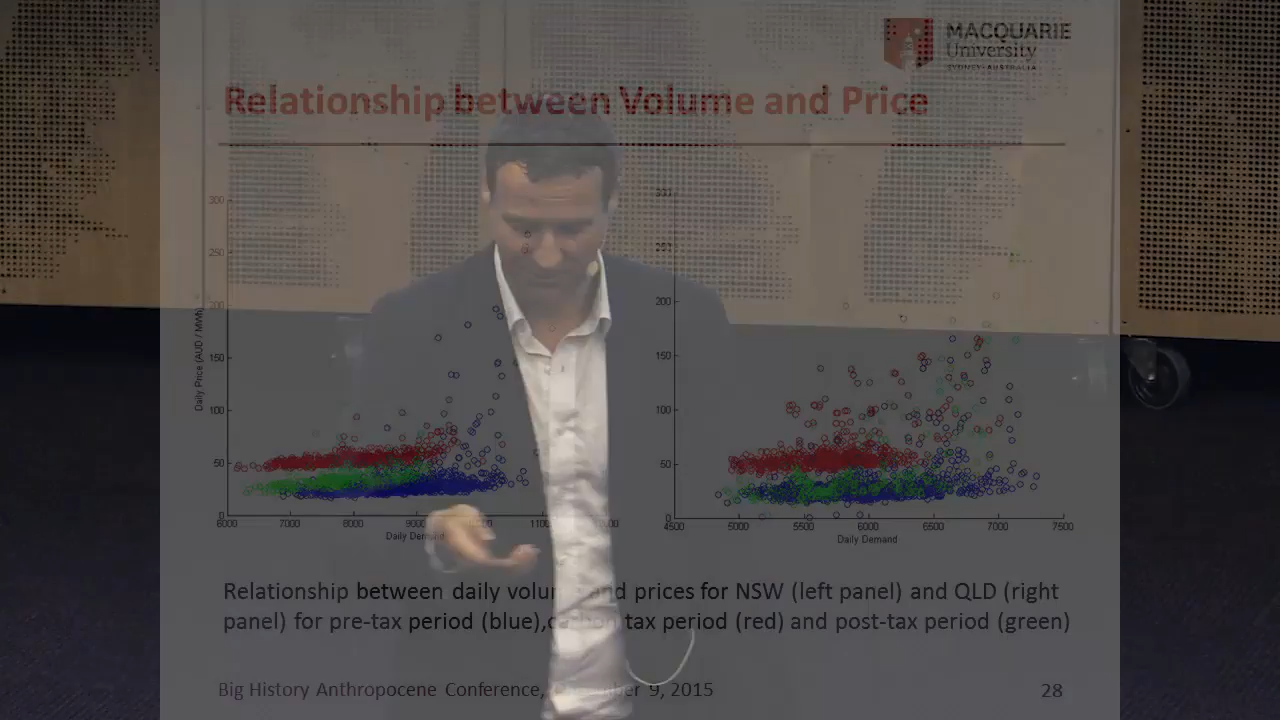 MACQUARIE
University
SYDNEY·AUSTRALIA
Relationship between Volume and Price
300
250
200
150
100
50
0
Daily Price (AUD / MWh)
6000 7000 8000
Daily Demand
300
250
200
150
100
50
0
4500 5000 5500 6000 6500 7000 7500
Daily Demand
Relationship between daily and prices for NSW (left panel) and QLD (right
panel) for pre-tax period (blue), tax period (red) and post-tax period (green)
Big History Anthropocene Conference, 9, 2015
28